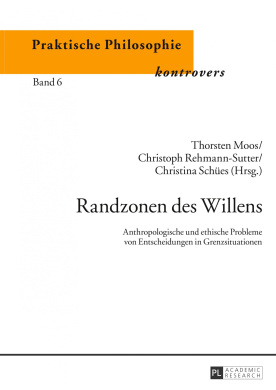 Praktische Philosophie
kontrovers
Band 6
Thorsten Moos/
Christoph Rehmann-Sutter/
Christina Schües (Hrsg.)
Randzonen des Willens
Anthropologische und ethische Probleme
von Entscheidungen in Grenzsituationen
PL ACADEMIC
RESEARCH